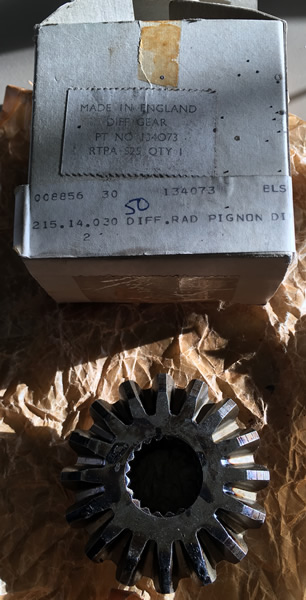 MADE IN ENGLAND
DIFF GEAR
PT NO 134073
RTPA-525 QTY 1
008856 30 134073 BLS
50
215.14.030 DIFF.RAD PIGNON DI
2